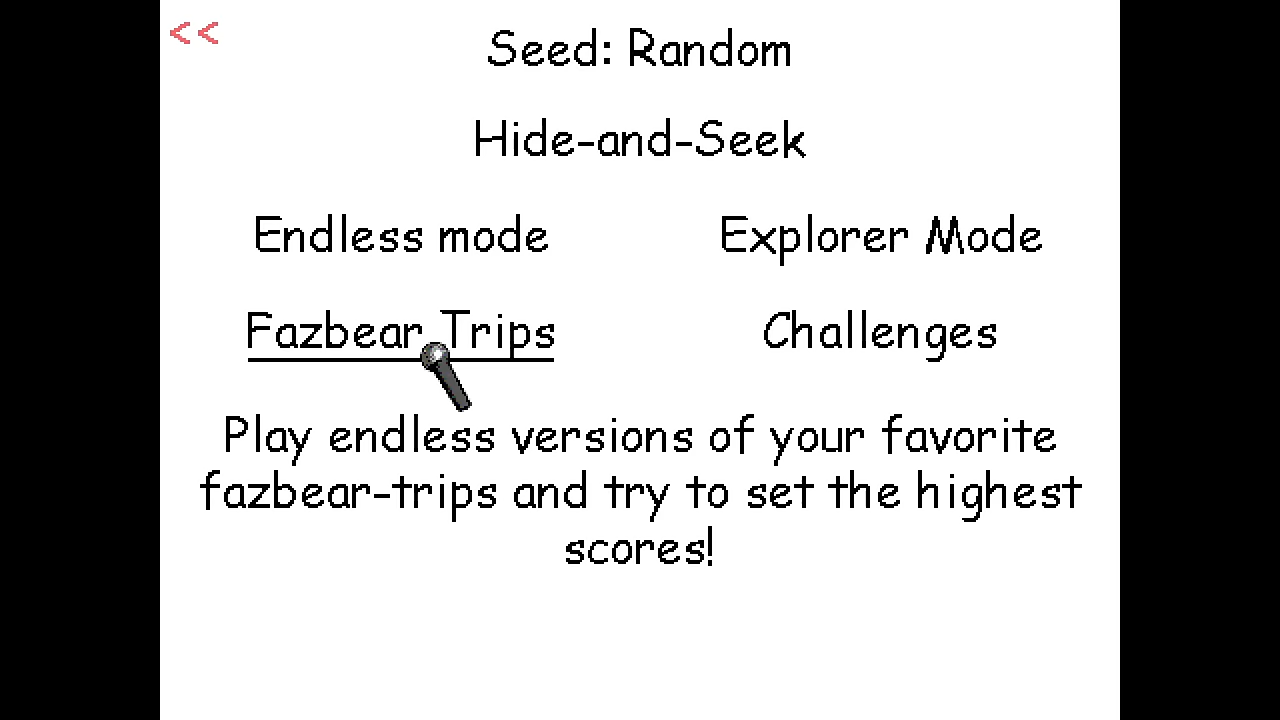 <<
Seed: Random
Hide-and-Seek
Endless mode
Explorer Mode
Fazbear Trips
Challenges
Play endless versions of your favorite
fazbear-trips and try to set the highest
scores!